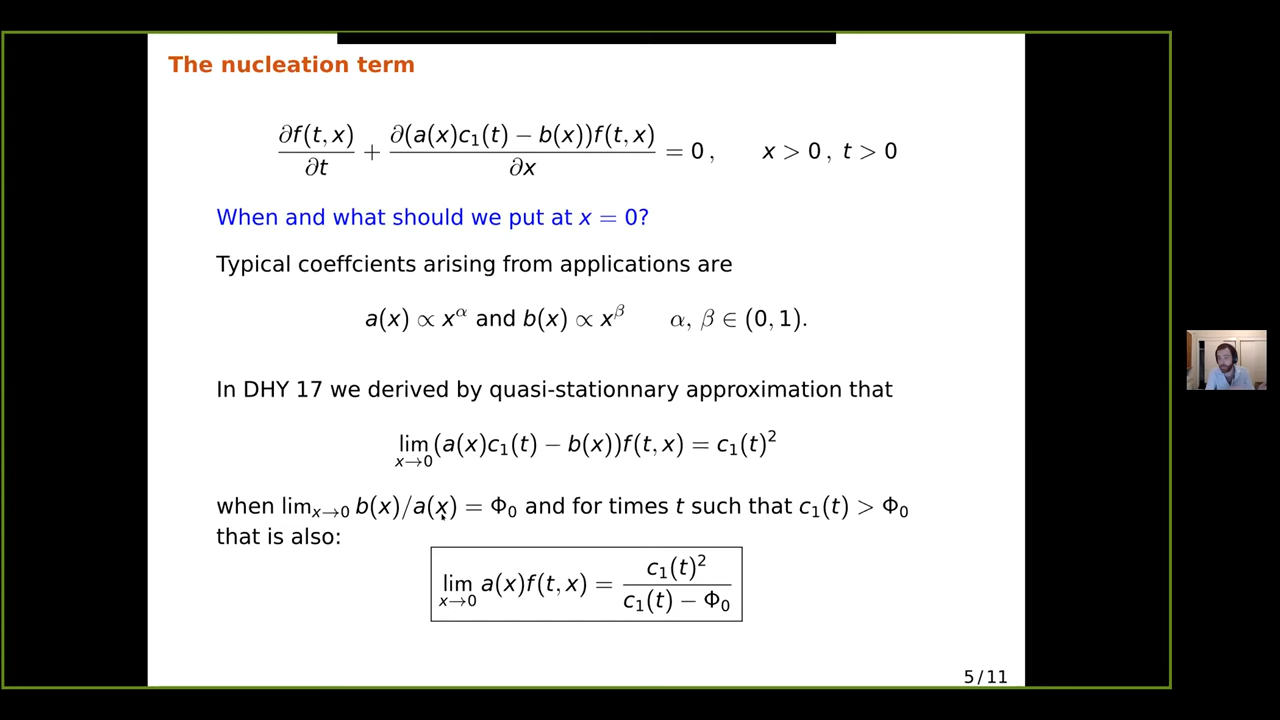 The nucleation term
∂f(t, x)/∂t + ∂(a(x)c₁(t) − b(x))f(t, x)/∂x = 0 , x > 0 , t > 0
When and what should we put at x = 0?
Typical coeffcients arising from applications are
a(x) ∝ x^α and b(x) ∝ x^β α, β ∈ (0, 1).
In DHY 17 we derived by quasi-stationnary approximation that
lim_{x→0} (a(x)c₁(t) − b(x))f(t, x) = c₁(t)²
when lim_{x→0} b(x)/a(x) = Φ₀ and for times t such that c₁(t) > Φ₀
that is also:
lim_{x→0} a(x)f(t, x) = c₁(t)²/(c₁(t) − Φ₀)
5 / 11